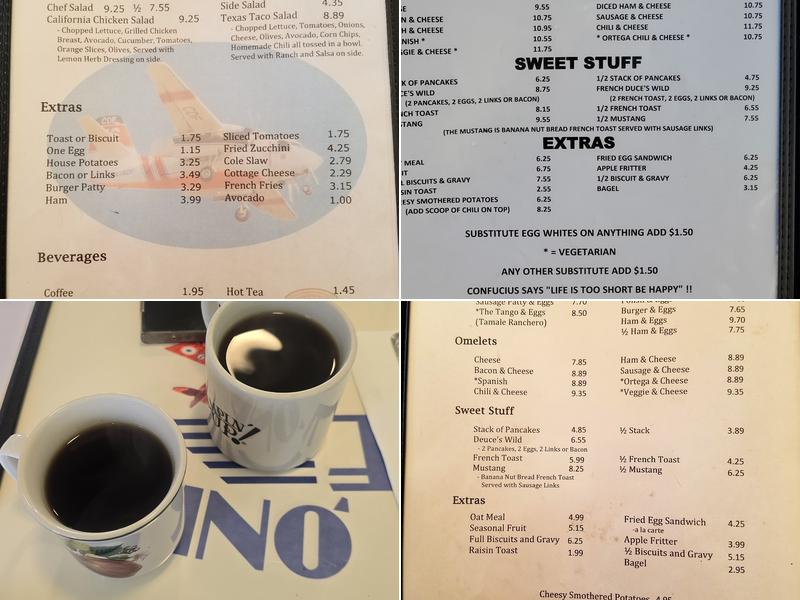 Chef Salad 9.25 ½ 7.55
California Chicken Salad 9.25
- Chopped Lettuce, Grilled Chicken
Breast, Avocado, Cucumber, Tomatoes,
Orange Slices, Olives, Served with
Lemon Herb Dressing on side.
Side Salad 4.35
Texas Taco Salad 8.89
- Chopped Lettuce, Tomatoes, Onions,
Cheese, Olives, Avocado, Corn Chips,
Homemade Chili all tossed in a bowl.
Served with Ranch and Salsa on side.
Extras
Toast or Biscuit 1.75 Sliced Tomatoes 1.75
One Egg 1.15 Fried Zucchini 4.25
House Potatoes 3.25 Cole Slaw 2.79
Bacon or Links 3.49 Cottage Cheese 2.29
Burger Patty 3.29 French Fries 3.15
Ham 3.99 Avocado 1.00
Beverages
Coffee 1.95 Hot Tea 1.45
9.55 DICED HAM & CHEESE 10.75
& CHEESE 10.75 SAUSAGE & CHEESE 10.75
& CHEESE 10.95 CHILI & CHEESE 11.75
NISH * 10.55 * ORTEGA CHILI & CHEESE * 10.75
GGIE & CHEESE * 11.75
SWEET STUFF
CK OF PANCAKES 6.25 1/2 STACK OF PANCAKES 4.75
CE'S WILD 8.75 FRENCH DUCE'S WILD 9.25
(2 PANCAKES, 2 EGGS, 2 LINKS OR BACON) (2 FRENCH TOAST, 2 EGGS, 2 LINKS OR BACON)
NCH TOAST 8.15 1/2 FRENCH TOAST 6.55
STANG 9.55 1/2 MUSTANG 7.55
(THE MUSTANG IS BANANA NUT BREAD FRENCH TOAST SERVED WITH SAUSAGE LINKS)
EXTRAS
MEAL 6.25 FRIED EGG SANDWICH 6.25
UIT 6.75 APPLE FRITTER 4.25
L BISCUITS & GRAVY 7.55 1/2 BISCUIT & GRAVY 6.25
SIN TOAST 2.55 BAGEL 3.15
EESY SMOTHERED POTATOES 6.25
(ADD SCOOP OF CHILI ON TOP) 8.25
SUBSTITUTE EGG WHITES ON ANYTHING ADD $1.50
* = VEGETARIAN
ANY OTHER SUBSTITUTE ADD $1.50
CONFUCIUS SAYS "LIFE IS TOO SHORT BE HAPPY" !!
UP!
Sausage Patty & Eggs 7.70
*The Tango & Eggs 8.50
(Tamale Ranchero)
Burger & Eggs 7.65
Ham & Eggs 9.70
½ Ham & Eggs 7.75
Omelets
Cheese 7.85 Ham & Cheese 8.89
Bacon & Cheese 8.89 Sausage & Cheese 8.89
*Spanish 8.89 *Ortega & Cheese 8.89
Chili & Cheese 9.35 *Veggie & Cheese 9.35
Sweet Stuff
Stack of Pancakes 4.85 ½ Stack 3.89
Deuce's Wild 6.55
- 2 Pancakes, 2 Eggs, 2 Links or Bacon
French Toast 5.99 ½ French Toast 4.25
Mustang 8.25 ½ Mustang 6.25
- Banana Nut Bread French Toast
Served with Sausage Links
Extras
Oat Meal 4.99 Fried Egg Sandwich 4.25
-a la carte
Seasonal Fruit 5.15 Apple Fritter 3.99
Full Biscuits and Gravy 6.25 ½ Biscuits and Gravy 5.15
Raisin Toast 1.99 Bagel 2.95
Cheesy Smothered Potatoes 4.95